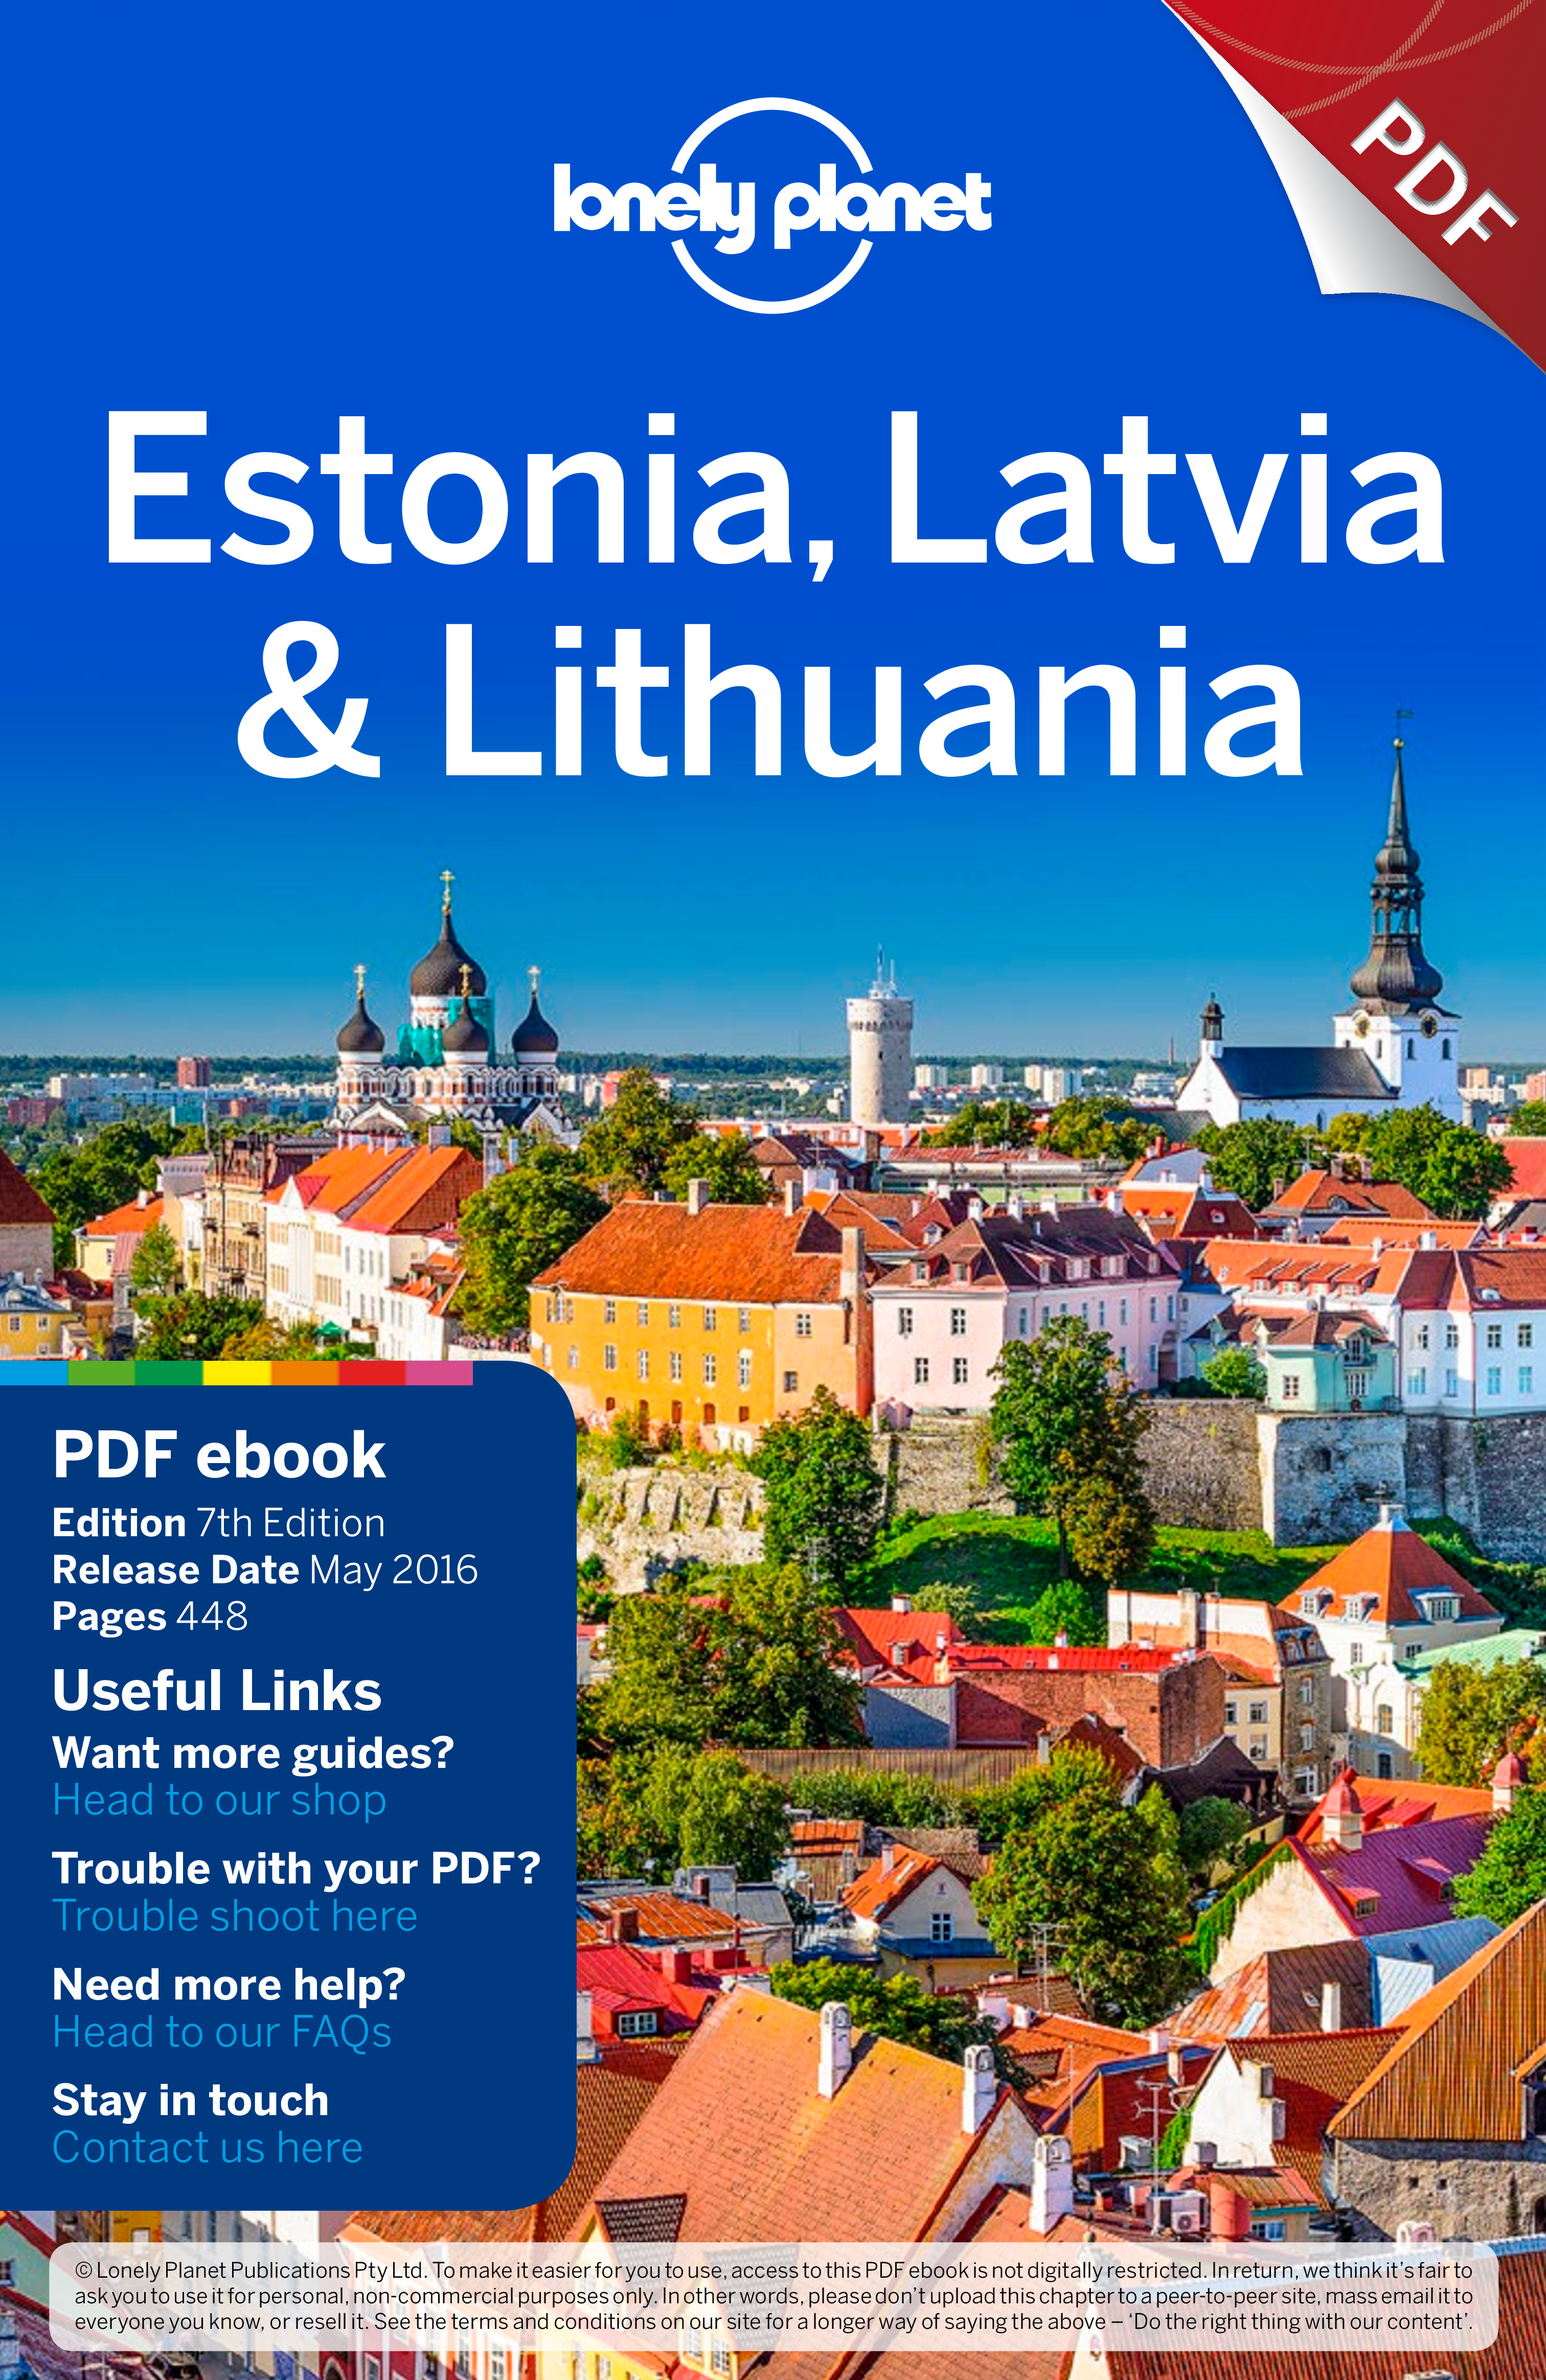 lonely planet
PDF
Estonia, Latvia
& Lithuania
PDF ebook
Edition 7th Edition
Release Date May 2016
Pages 448
Useful Links
Want more guides?
Head to our shop
Trouble with your PDF?
Trouble shoot here
Need more help?
Head to our FAQs
Stay in touch
Contact us here
© Lonely Planet Publications Pty Ltd. To make it easier for you to use, access to this PDF ebook is not digitally restricted. In return, we think it’s fair to
ask you to use it for personal, non-commercial purposes only. In other words, please don’t upload this chapter to a peer-to-peer site, mass email it to
everyone you know, or resell it. See the terms and conditions on our site for a longer way of saying the above – ‘Do the right thing with our content’.